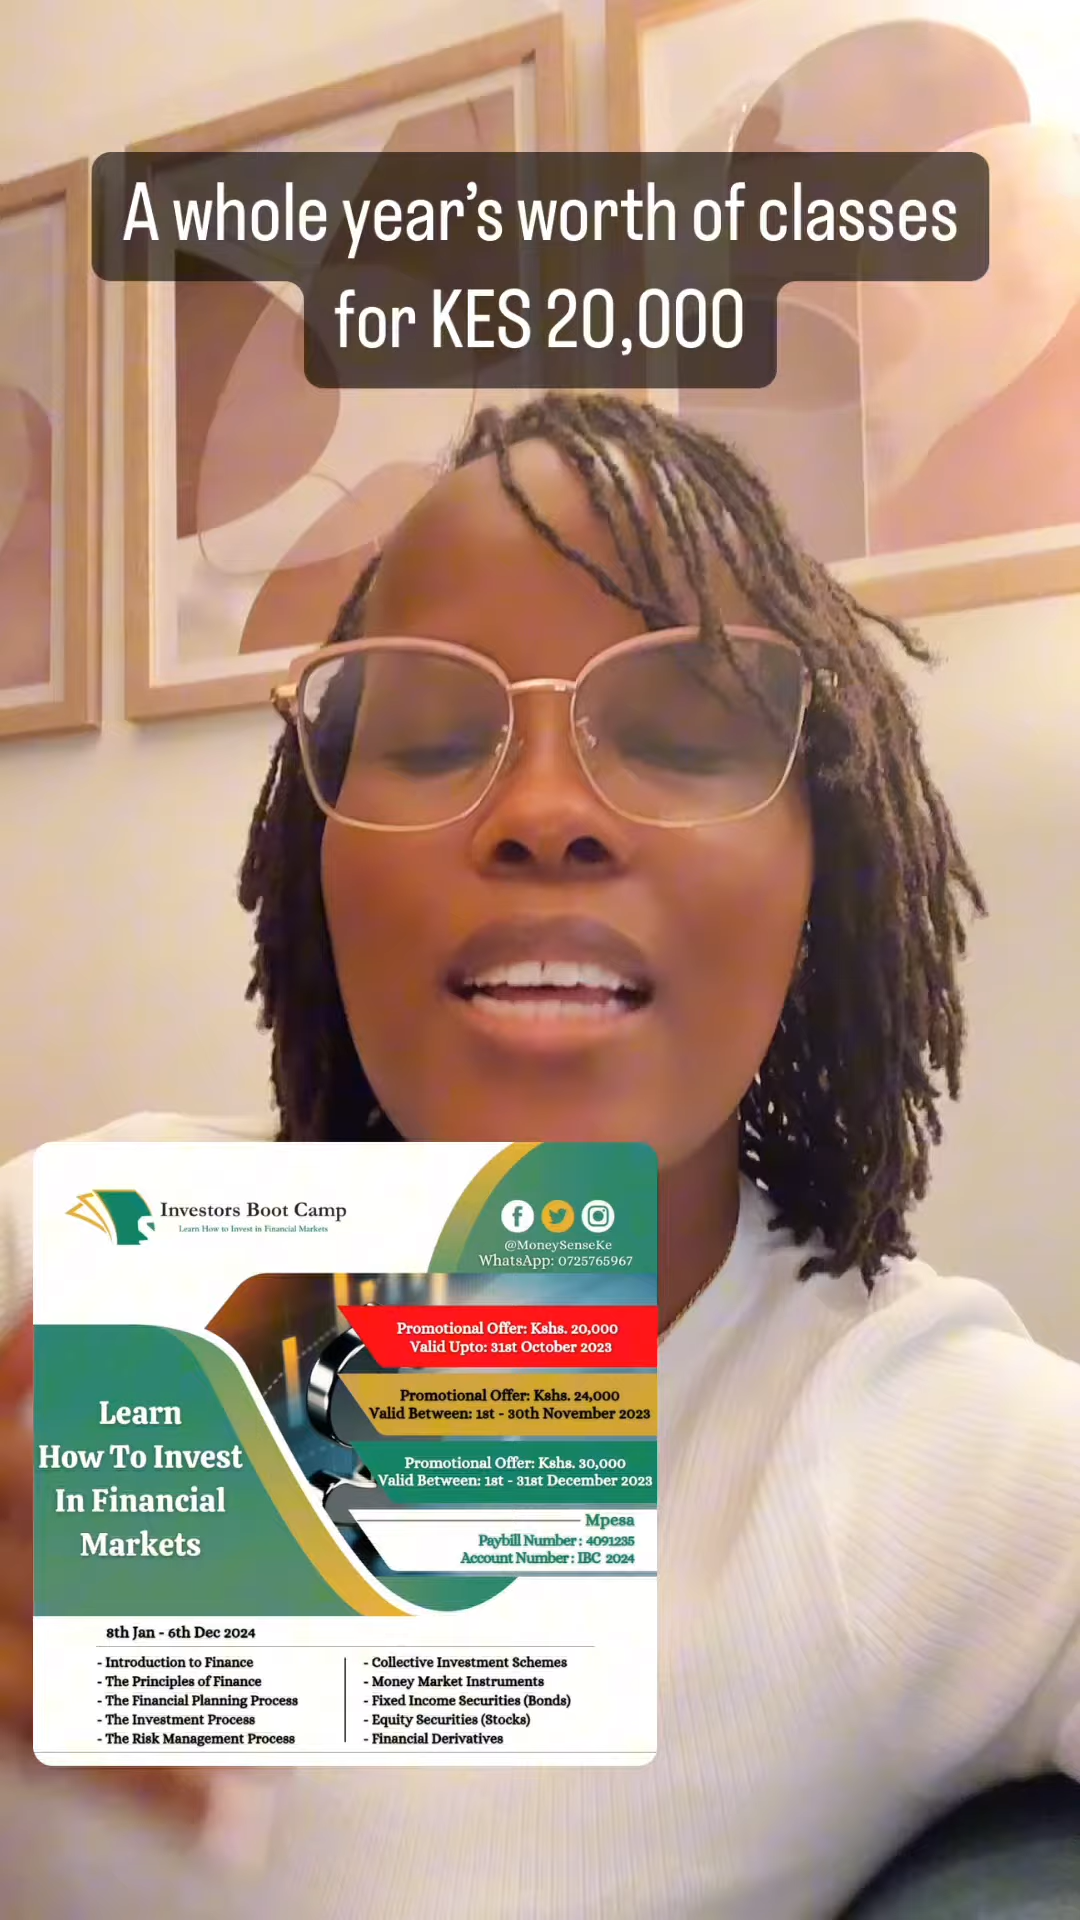 A whole year's worth of classes
for KES 20,000
Investors Boot Camp
Learn How to Invest in Financial Markets
@MoneySenseKe
WhatsApp: 0725765967
Promotional Offer: Kshs. 20,000
Valid Upto: 31st October 2023
Promotional Offer: Kshs. 24,000
Valid Between: 1st - 30th November 2023
Promotional Offer: Kshs. 30,000
Valid Between: 1st - 31st December 2023
Mpesa
Paybill Number: 4091235
Account Number: IBC 2024
Learn
How To Invest
In Financial
Markets
8th Jan - 6th Dec 2024
- Introduction to Finance
- The Principles of Finance
- The Financial Planning Process
- The Investment Process
- The Risk Management Process
- Collective Investment Schemes
- Money Market Instruments
- Fixed Income Securities (Bonds)
- Equity Securities (Stocks)
- Financial Derivatives